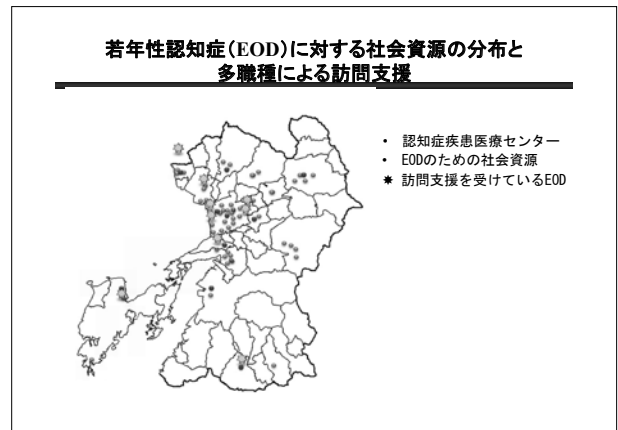 若年性認知症（EOD）に対する社会資源の分布と
多職種による訪問支援
• 認知症疾患医療センター
• EODのための社会資源
✷ 訪問支援を受けているEOD